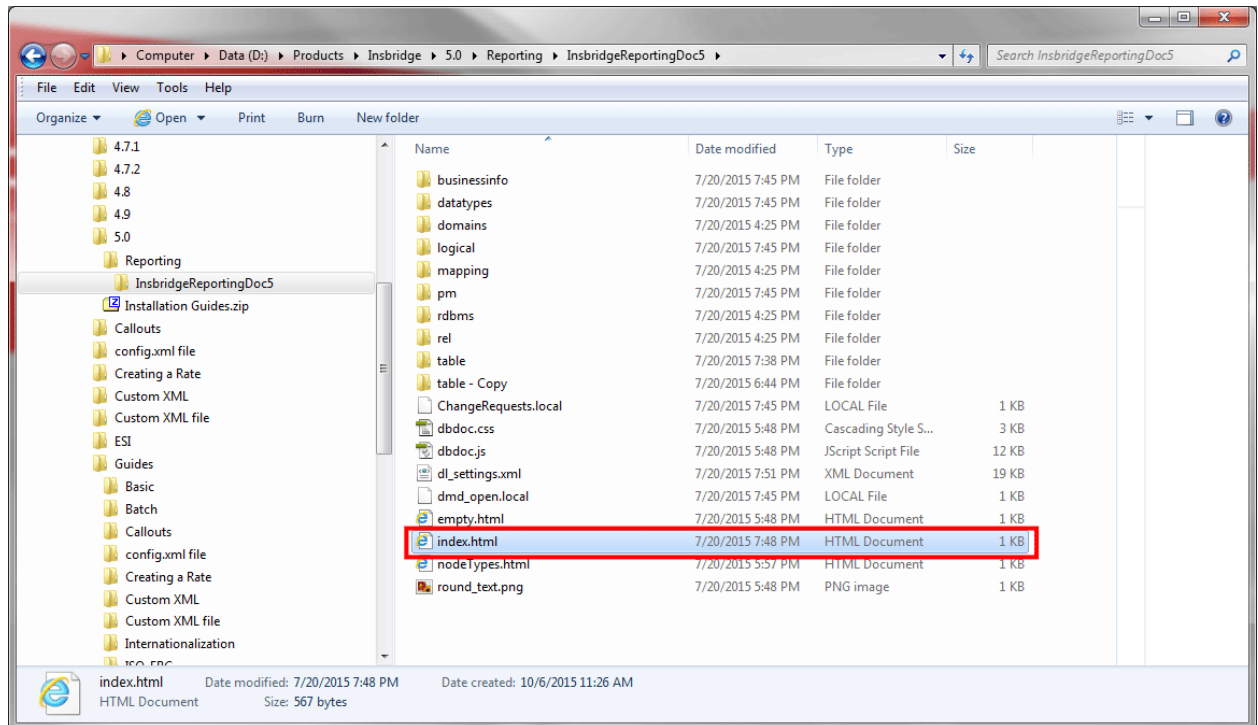 Computer Data (D:) Products Insbridge 5.0 Reporting InsbridgeReportingDoc5 Search InsbridgeReportingDoc5
File Edit View Tools Help
Organize Open Print Burn New folder
4.7.1
4.7.2
4.8
4.9
5.0
Reporting
InsbridgeReportingDoc5
Installation Guides.zip
Callouts
config.xml file
Creating a Rate
Custom XML
Custom XML file
ESI
Guides
Basic
Batch
Callouts
config.xml file
Creating a Rate
Custom XML
Custom XML file
Internationalization
Name Date modified Type Size
businessinfo 7/20/2015 7:45 PM File folder
datatypes 7/20/2015 7:45 PM File folder
domains 7/20/2015 4:25 PM File folder
logical 7/20/2015 7:45 PM File folder
mapping 7/20/2015 4:25 PM File folder
pm 7/20/2015 7:45 PM File folder
rdbms 7/20/2015 4:25 PM File folder
rel 7/20/2015 4:25 PM File folder
table 7/20/2015 7:38 PM File folder
table - Copy 7/20/2015 6:44 PM File folder
ChangeRequests.local 7/20/2015 7:45 PM LOCAL File 1 KB
dbdoc.css 7/20/2015 5:48 PM Cascading Style S... 3 KB
dbdoc.js 7/20/2015 5:48 PM JScript Script File 12 KB
dl_settings.xml 7/20/2015 7:51 PM XML Document 19 KB
dmd_open.local 7/20/2015 7:45 PM LOCAL File 1 KB
empty.html 7/20/2015 5:48 PM HTML Document 1 KB
index.html 7/20/2015 7:48 PM HTML Document 1 KB
nodeTypes.html 7/20/2015 5:57 PM HTML Document 1 KB
round_text.png 7/20/2015 5:48 PM PNG image 1 KB
index.html Date modified: 7/20/2015 7:48 PM Date created: 10/6/2015 11:26 AM
HTML Document Size: 567 bytes